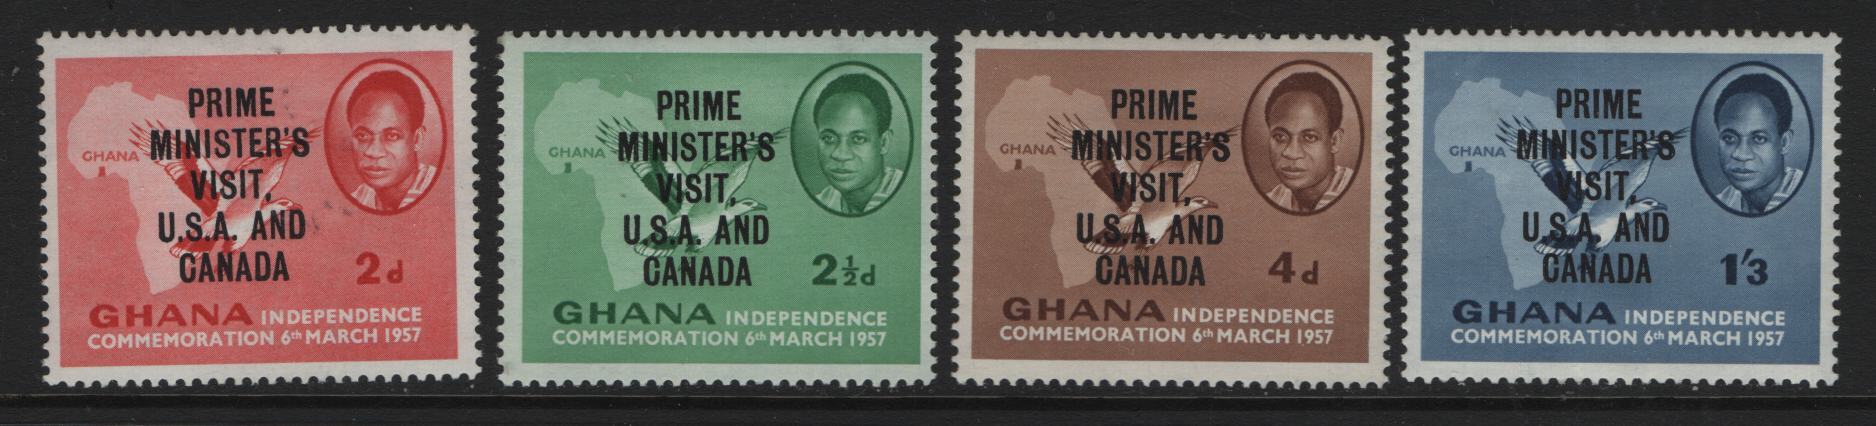 PRIME
MINISTER'S
VISIT,
U.S.A. AND
CANADA
GHANA
2d
GHANA INDEPENDENCE
COMMEMORATION 6th MARCH 1957
PRIME
MINISTER'S
VISIT,
U.S.A. AND
CANADA
GHANA
2½d
GHANA INDEPENDENCE
COMMEMORATION 6th MARCH 1957
PRIME
MINISTER'S
VISIT,
U.S.A. AND
CANADA
GHANA
4d
GHANA INDEPENDENCE
COMMEMORATION 6th MARCH 1957
PRIME
MINISTER'S
VISIT,
U.S.A. AND
CANADA
GHANA
1'3
GHANA INDEPENDENCE
COMMEMORATION 6th MARCH 1957